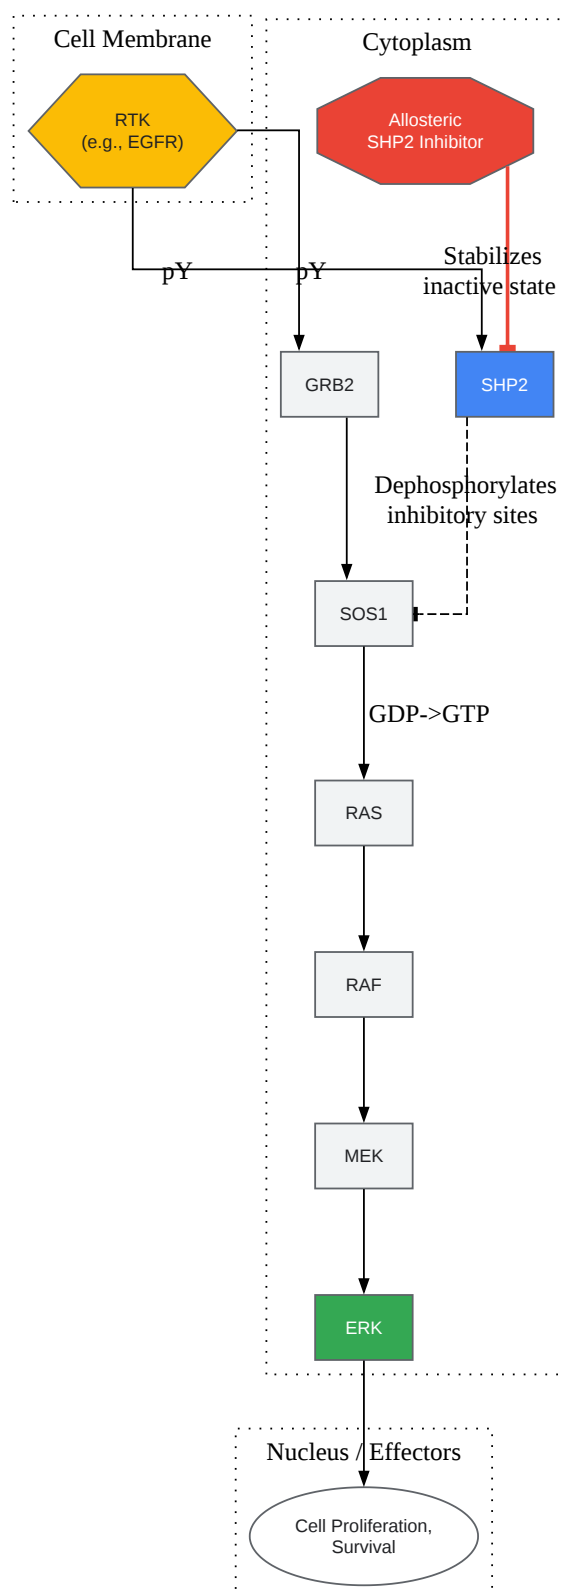 Cell Membrane
Cytoplasm
RTK
(e.g., EGFR)
Allosteric
SHP2 Inhibitor
pY
pY
Stabilizes
inactive state
GRB2
SHP2
Dephosphorylates
inhibitory sites
SOS1
GDP->GTP
RAS
RAF
MEK
ERK
Nucleus / Effectors
Cell Proliferation,
Survival